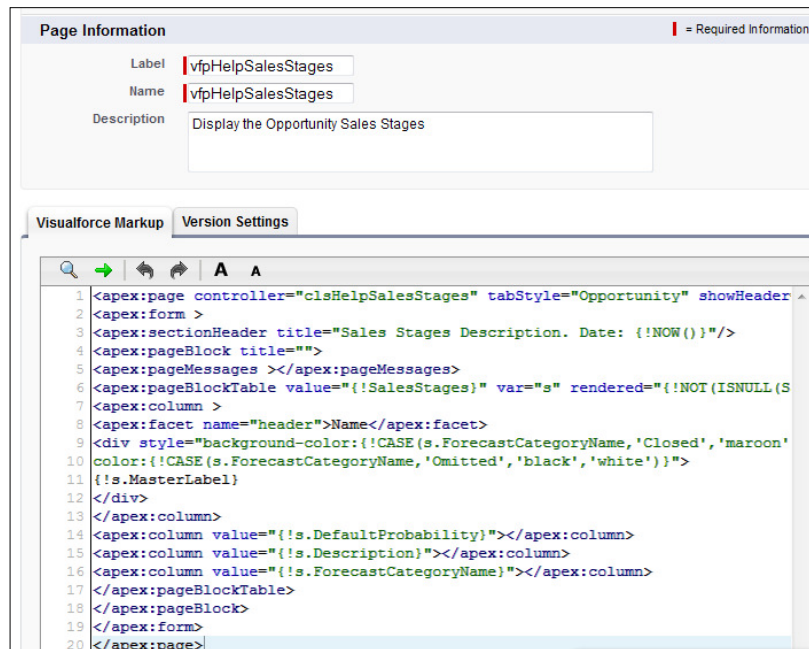 Page Information
= Required Information
Label vfpHelpSalesStages
Name vfpHelpSalesStages
Description Display the Opportunity Sales Stages
Visualforce Markup Version Settings
A A
1 <apex:page controller="clsHelpSalesStages" tabStyle="Opportunity" showHeader
2 <apex:form >
3 <apex:sectionHeader title="Sales Stages Description. Date: {!NOW()}"/>
4 <apex:pageBlock title="">
5 <apex:pageMessages ></apex:pageMessages>
6 <apex:pageBlockTable value="{!SalesStages}" var="s" rendered="{!NOT(ISNULL(S
7 <apex:column >
8 <apex:facet name="header">Name</apex:facet>
9 <div style="background-color:{!CASE(s.ForecastCategoryName,'Closed','maroon'
10 color:{!CASE(s.ForecastCategoryName,'Omitted','black','white')}">
11 {!s.MasterLabel}
12 </div>
13 </apex:column>
14 <apex:column value="{!s.DefaultProbability}"></apex:column>
15 <apex:column value="{!s.Description}"></apex:column>
16 <apex:column value="{!s.ForecastCategoryName}"></apex:column>
17 </apex:pageBlockTable>
18 </apex:pageBlock>
19 </apex:form>
20 </apex:page>